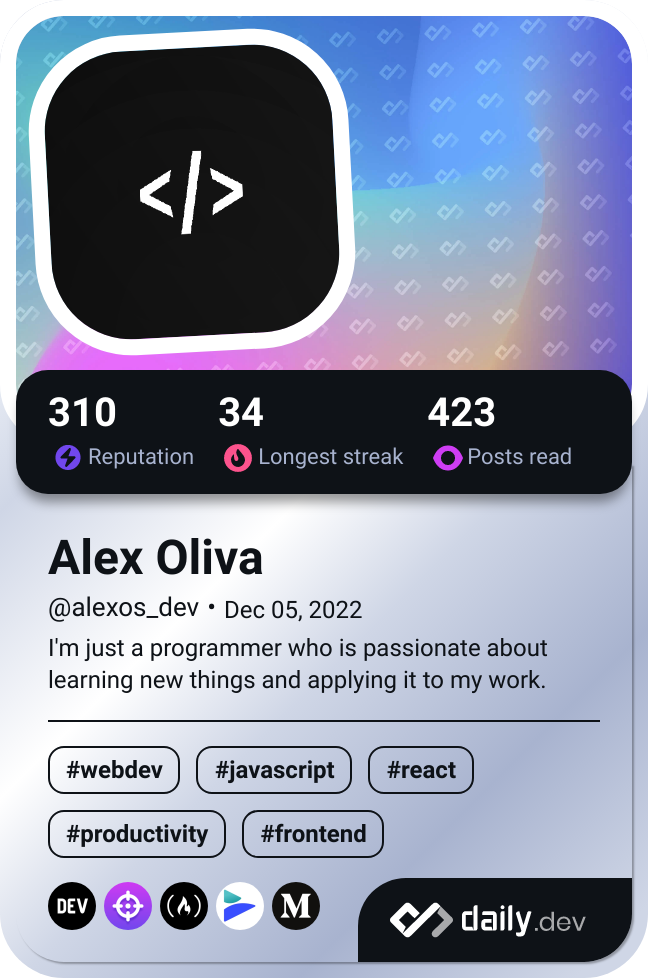 </>
310 34 423
Reputation Longest streak Posts read
Alex Oliva
@alexos_dev • Dec 05, 2022
I'm just a programmer who is passionate about
learning new things and applying it to my work.
#webdev #javascript #react
#productivity #frontend
DEV M daily.dev